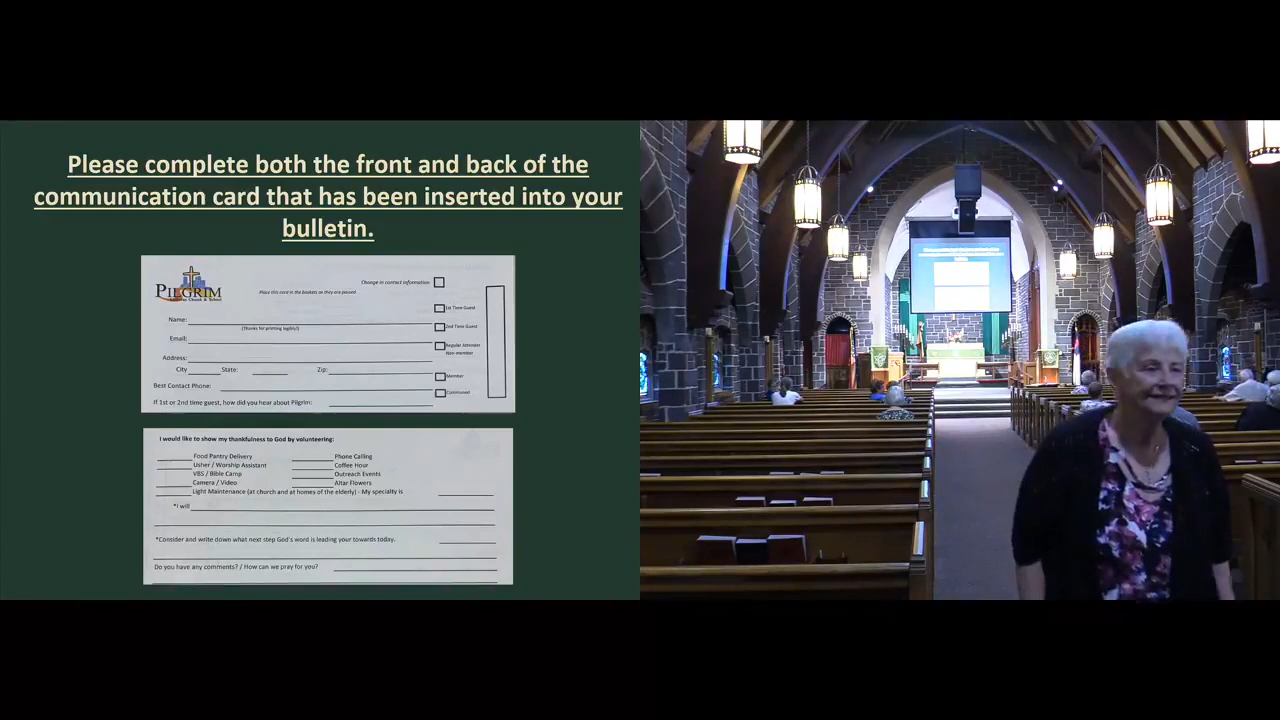 Please complete both the front and back of the
communication card that has been inserted into your
bulletin.
PILGRIM
Change in contact information
Place this card in the baskets as they are passed
1st Time Guest
Name:
(Thanks for printing legibly!)
2nd Time Guest
Email:
Regular Attender
Non-member
Address:
City State: Zip:
Member
Best Contact Phone:
Communed
If 1st or 2nd time guest, how did you hear about Pilgrim:
I would like to show my thankfulness to God by volunteering:
Food Pantry Delivery Phone Calling
Usher / Worship Assistant Coffee Hour
VBS / Bible Camp Outreach Events
Camera / Video Altar Flowers
Light Maintenance (at church and at homes of the elderly) - My specialty is
*I will
*Consider and write down what next step God's word is leading your towards today.
Do you have any comments? / How can we pray for you?